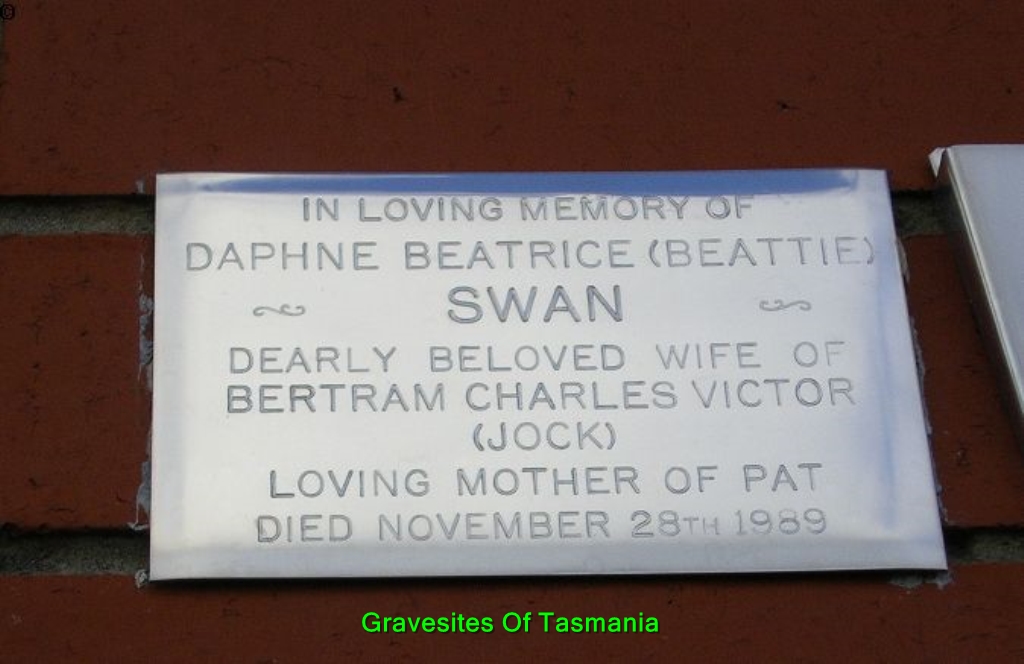 ©
IN LOVING MEMORY OF
DAPHNE BEATRICE (BEATTIE)
SWAN
DEARLY BELOVED WIFE OF
BERTRAM CHARLES VICTOR
(JOCK)
LOVING MOTHER OF PAT
DIED NOVEMBER 28TH 1989
Gravesites Of Tasmania